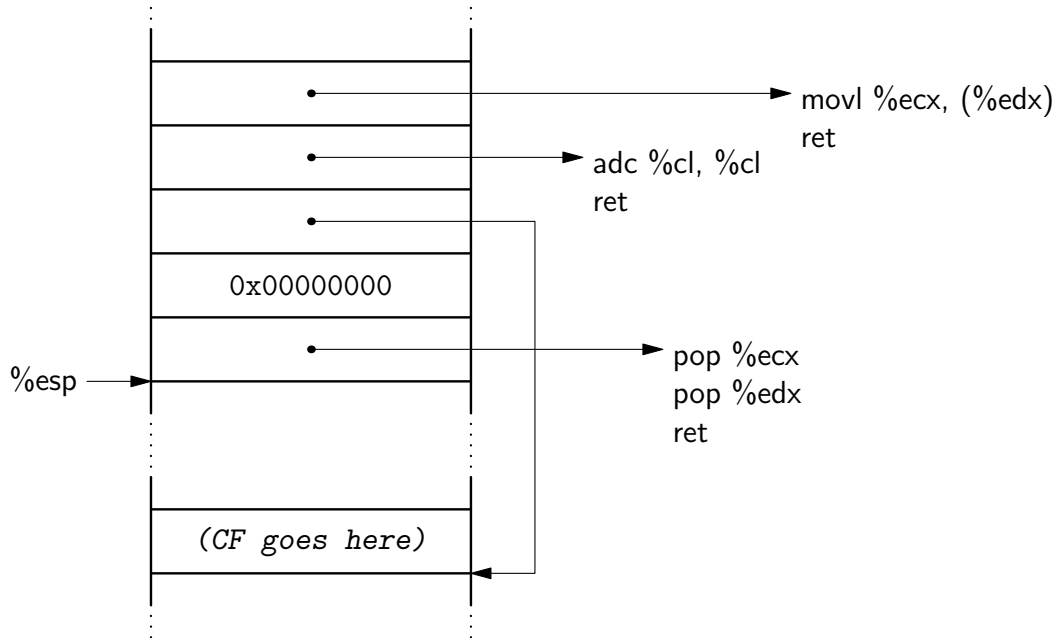 movl %ecx, (%edx)
ret
adc %cl, %cl
ret
0x00000000
pop %ecx
pop %edx
ret
%esp
(CF goes here)